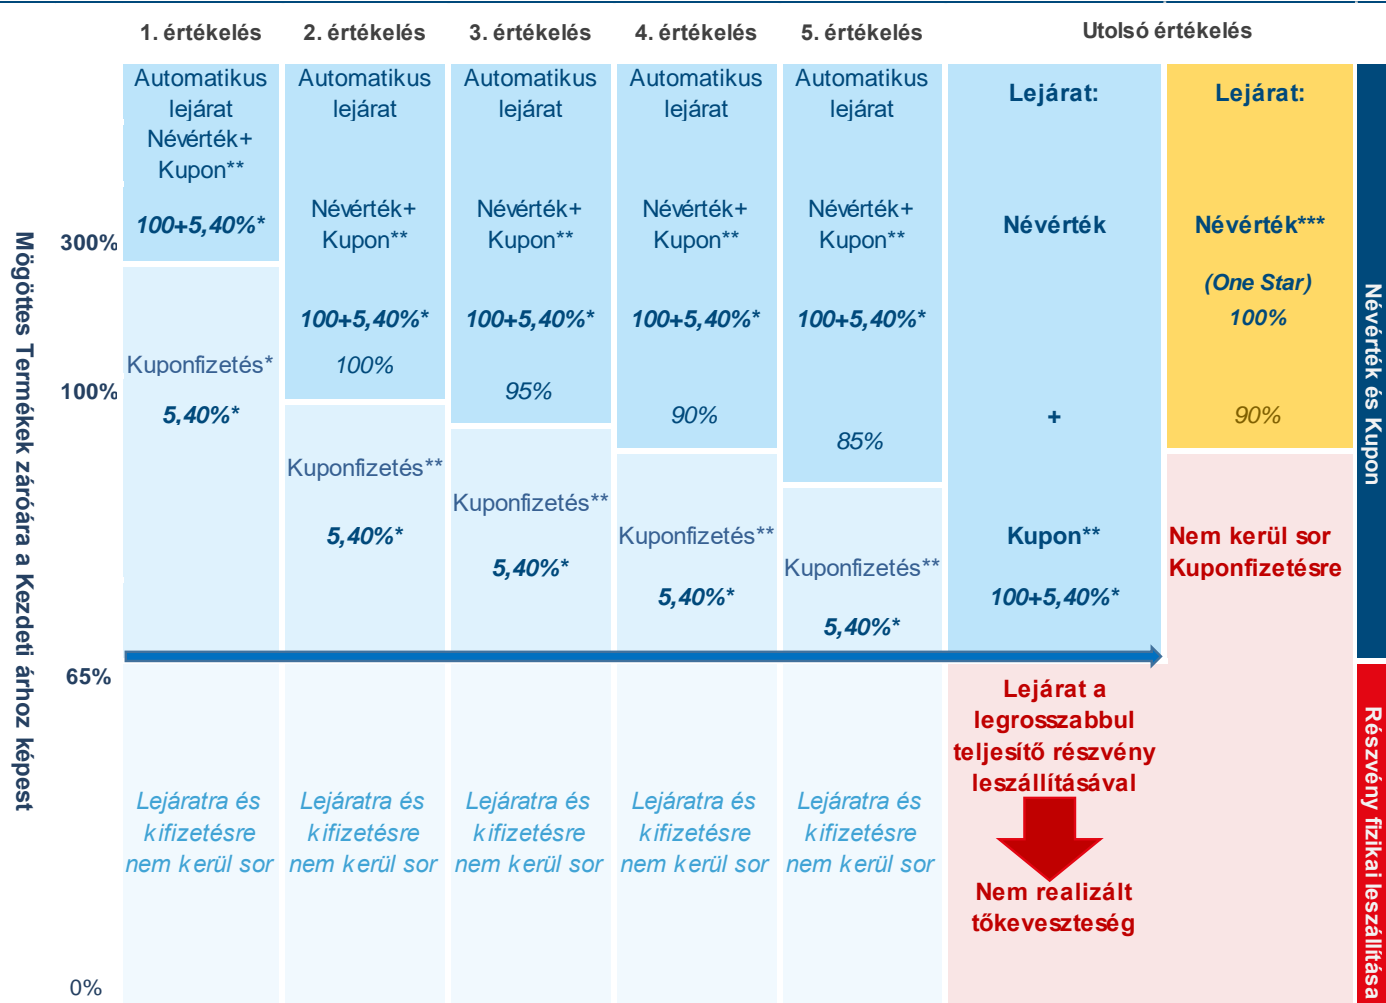 1. értékelés
2. értékelés
3. értékelés
4. értékelés
5. értékelés
Utolsó értékelés
Mögöttes Termékek záróára a Kezdeti árhoz képest
300%
100%
65%
0%
Automatikus
lejárat
Névérték+
Kupon**
100+5,40%*
Kuponfizetés*
5,40%*
Lejáratra és
kifizetésre
nem kerül sor
Automatikus
lejárat
Névérték+
Kupon**
100+5,40%*
100%
Kuponfizetés**
5,40%*
Lejáratra és
kifizetésre
nem kerül sor
Automatikus
lejárat
Névérték+
Kupon**
100+5,40%*
95%
Kuponfizetés**
5,40%*
Lejáratra és
kifizetésre
nem kerül sor
Automatikus
lejárat
Névérték+
Kupon**
100+5,40%*
90%
Kuponfizetés**
5,40%*
Lejáratra és
kifizetésre
nem kerül sor
Automatikus
lejárat
Névérték+
Kupon**
100+5,40%*
85%
Kuponfizetés**
5,40%*
Lejáratra és
kifizetésre
nem kerül sor
Lejárat:
Névérték
+
Kupon**
100+5,40%*
Lejárat a
legrosszabbul
teljesítő részvény
leszállításával
Nem realizált
tőkeveszteség
Lejárat:
Névérték***
(One Star)
100%
90%
Nem kerül sor
Kuponfizetésre
Névérték és Kupon
Részvény fizikai leszállítása